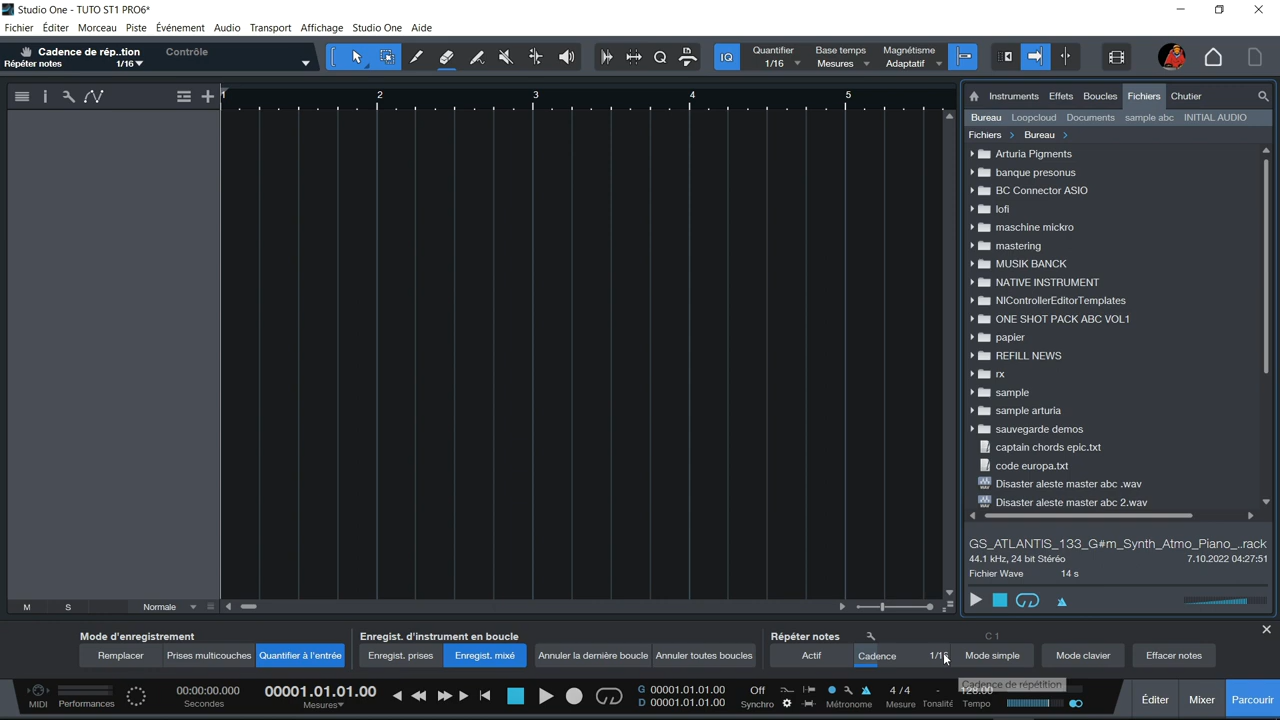 Studio One - TUTO ST1 PRO6*
Fichier Éditer Morceau Piste Événement Audio Transport Affichage Studio One Aide
Cadence de rép..tion Contrôle
Répéter notes 1/16
IQ Quantifier 1/16 Base temps Mesures Magnétisme Adaptatif
1 2 3 4 5
Instruments Effets Boucles Fichiers Chutier
Bureau Loopcloud Documents sample abc INITIAL AUDIO
Fichiers > Bureau >
Arturia Pigments
banque presonus
BC Connector ASIO
lofi
maschine mickro
mastering
MUSIK BANCK
NATIVE INSTRUMENT
NIControllerEditorTemplates
ONE SHOT PACK ABC VOL1
papier
REFILL NEWS
rx
sample
sample arturia
sauvegarde demos
captain chords epic.txt
code europa.txt
Disaster aleste master abc .wav
Disaster aleste master abc 2.wav
GS_ATLANTIS_133_G#m_Synth_Atmo_Piano_..rack
44.1 kHz, 24 bit Stéréo 7.10.2022 04:27:51
Fichier Wave 14 s
M S Normale
Mode d'enregistrement Enregist. d'instrument en boucle Répéter notes C 1
Remplacer Prises multicouches Quantifier à l'entrée Enregist. prises Enregist. mixé Annuler la dernière boucle Annuler toutes boucles Actif Cadence Mode simple Mode clavier Effacer notes
Cadence de répétition
MIDI Performances
00:00:00.000 Secondes
00001.01.01.00 Mesures
G 00001.01.01.00
D 00001.01.01.00
Off Synchro
Métronome
4 / 4 Mesure
- Tonalité
Tempo
Éditer Mixer Parcourir